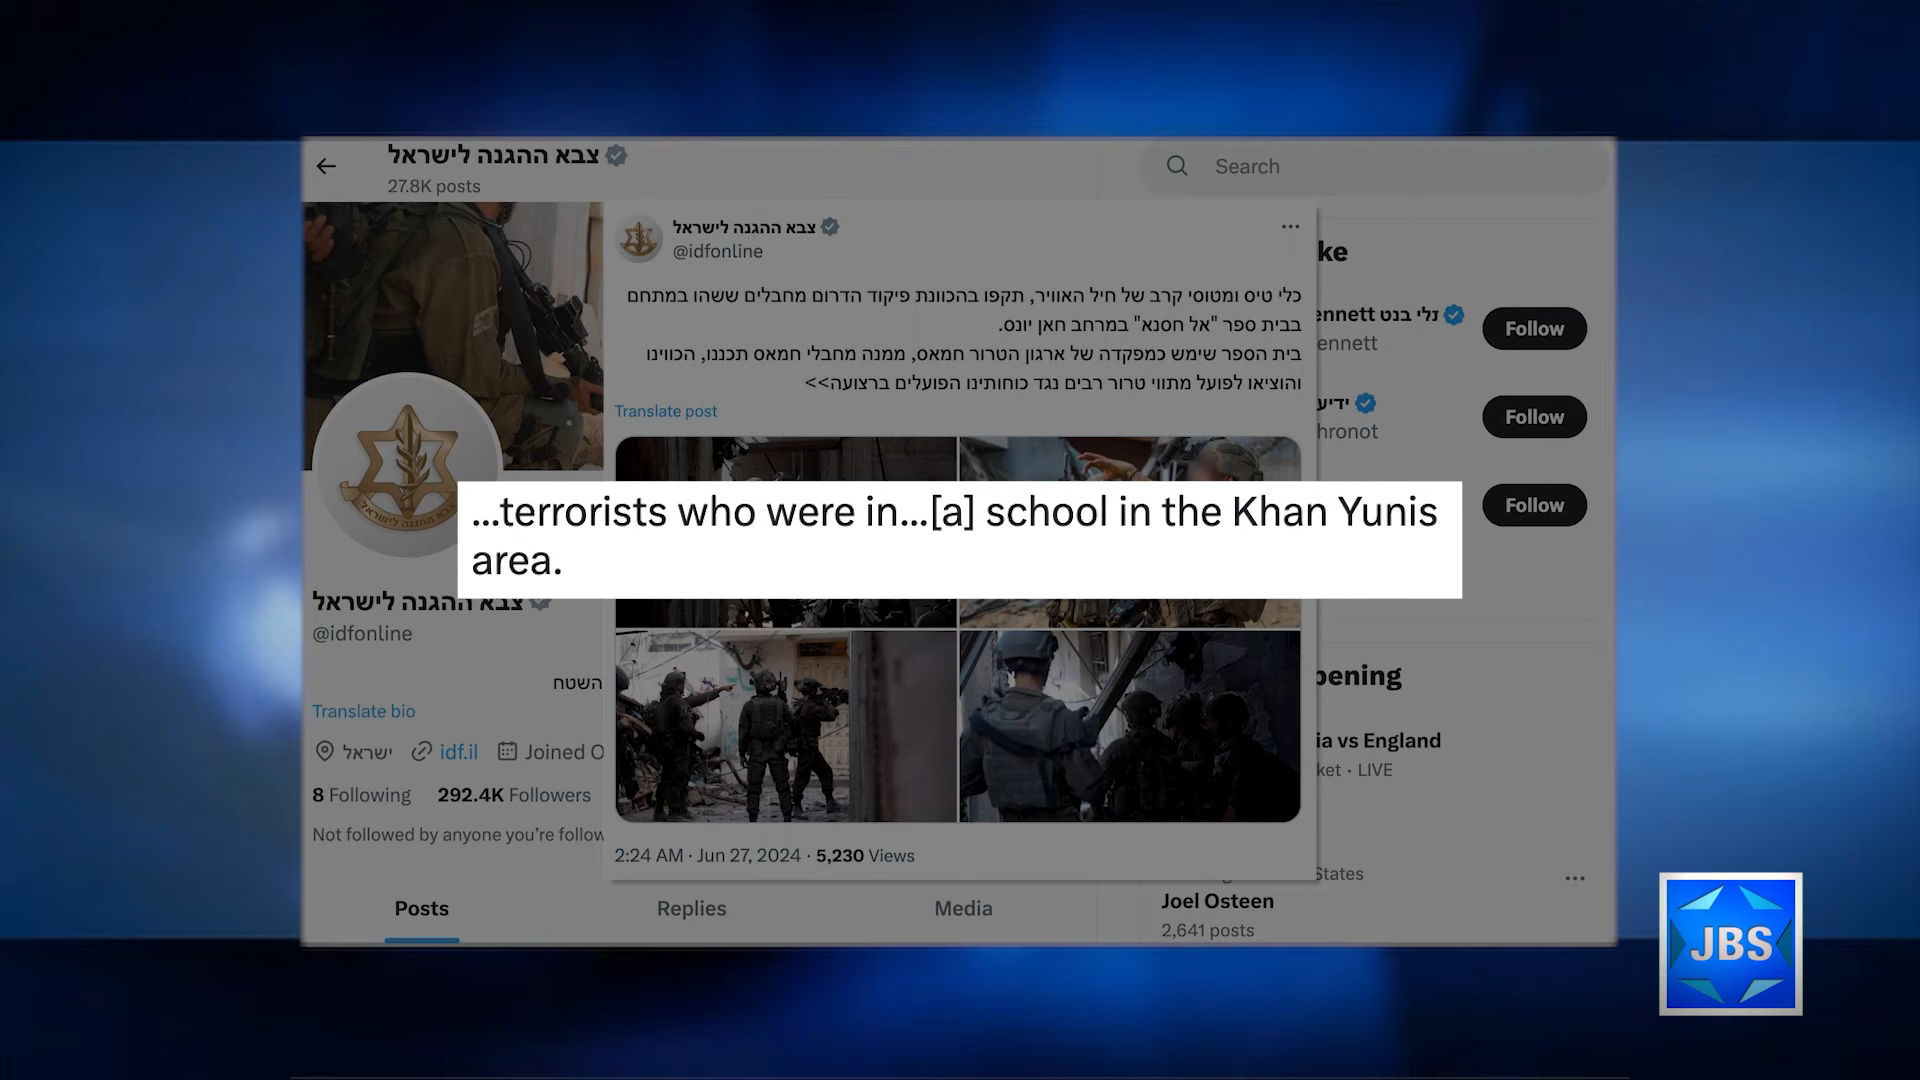 צבא ההגנה לישראל
27.8K posts
Search
צבא ההגנה לישראל
@idfonline
כלי טיס ומטוסי קרב של חיל האוויר, תקפו בהכוונת פיקוד הדרום מחבלים ששהו במתחם
בבית ספר "אל חסנא" במרחב חאן יונס.
בית הספר שימש כמפקדה של ארגון הטרור חמאס, ממנה מחבלי חמאס תכננו, הכווינו
והוציאו לפועל מתווי טרור רבים נגד כוחותינו הפועלים ברצועה>>
Translate post
...terrorists who were in...[a] school in the Khan Yunis
area.
2:24 AM · Jun 27, 2024 · 5,230 Views
צבא ההגנה לישראל
@idfonline
השטח
Translate bio
ישראל idf.il Joined O
8 Following 292.4K Followers
Not followed by anyone you're follow
Posts Replies Media
ke
ennett נלי בנט
ennett
Follow
ידיע
hronot
Follow
Follow
pening
ia vs England
ket · LIVE
States
Joel Osteen
2,641 posts
JBS